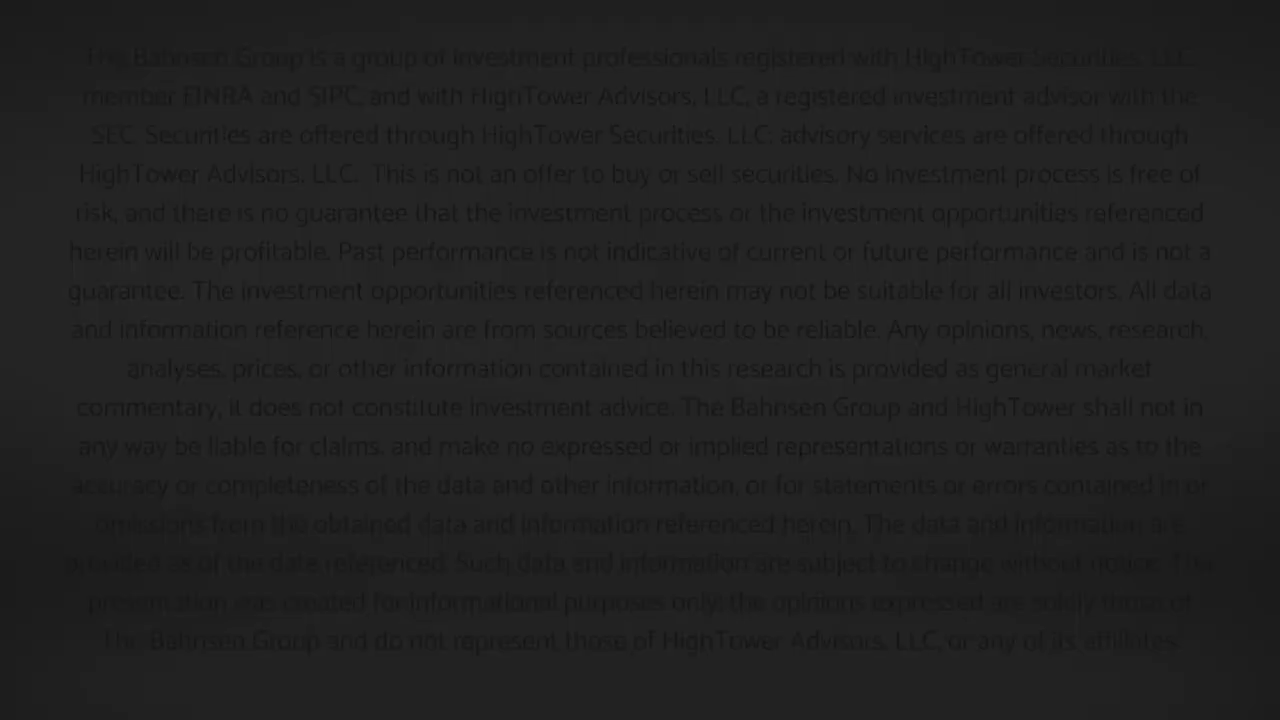 The Bahnsen Group is a group of investment professionals registered with HighTower Securities, LLC,
member FINRA and SIPC, and with HighTower Advisors, LLC, a registered investment advisor with the
SEC. Securities are offered through HighTower Securities, LLC; advisory services are offered through
HighTower Advisors, LLC. This is not an offer to buy or sell securities. No investment process is free of
risk, and there is no guarantee that the investment process or the investment opportunities referenced
herein will be profitable. Past performance is not indicative of current or future performance and is not a
guarantee. The investment opportunities referenced herein may not be suitable for all investors. All data
and information reference herein are from sources believed to be reliable. Any opinions, news, research,
analyses, prices, or other information contained in this research is provided as general market
commentary, it does not constitute investment advice. The Bahnsen Group and HighTower shall not in
any way be liable for claims, and make no expressed or implied representations or warranties as to the
accuracy or completeness of the data and other information, or for statements or errors contained in or
omissions from the obtained data and information referenced herein. The data and information are
provided as of the date referenced. Such data and information are subject to change without notice. This
presentation was created for informational purposes only; the opinions expressed are solely those of
The Bahnsen Group and do not represent those of HighTower Advisors, LLC, or any of its affiliates.